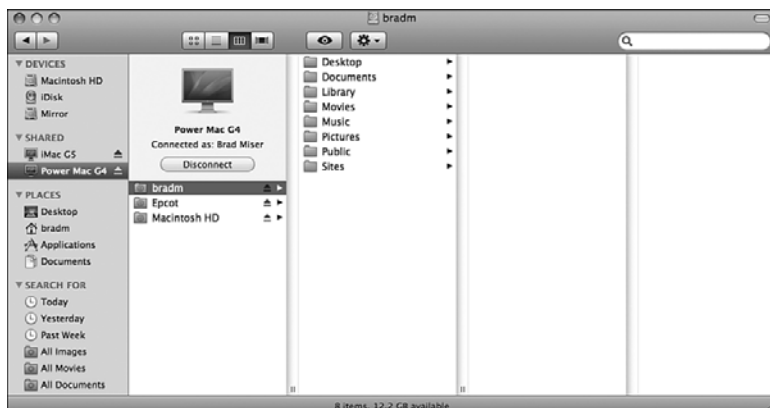 bradm
DEVICES
Macintosh HD
iDisk
Mirror
SHARED
iMac G5
Power Mac G4
PLACES
Desktop
bradm
Applications
Documents
SEARCH FOR
Today
Yesterday
Past Week
All Images
All Movies
All Documents
Power Mac G4
Connected as: Brad Miser
Disconnect
bradm
Epcot
Macintosh HD
Desktop
Documents
Library
Movies
Music
Pictures
Public
Sites
8 items, 12.2 GB available